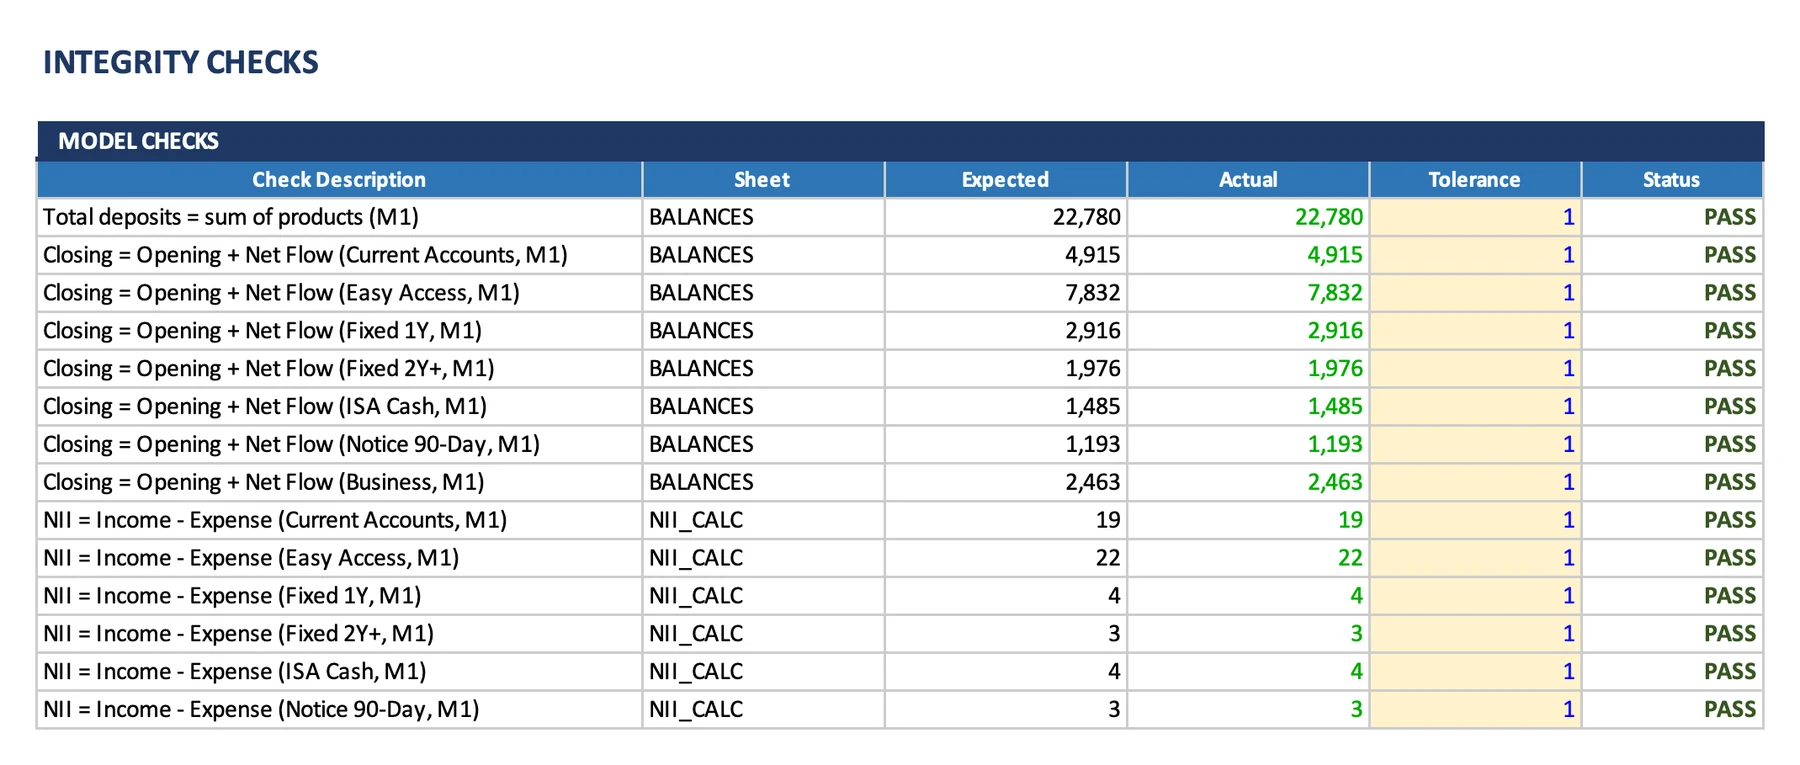 INTEGRITY CHECKS
MODEL CHECKS
Check Description Sheet Expected Actual Tolerance Status
Total deposits = sum of products (M1) BALANCES 22,780 22,780 1 PASS
Closing = Opening + Net Flow (Current Accounts, M1) BALANCES 4,915 4,915 1 PASS
Closing = Opening + Net Flow (Easy Access, M1) BALANCES 7,832 7,832 1 PASS
Closing = Opening + Net Flow (Fixed 1Y, M1) BALANCES 2,916 2,916 1 PASS
Closing = Opening + Net Flow (Fixed 2Y+, M1) BALANCES 1,976 1,976 1 PASS
Closing = Opening + Net Flow (ISA Cash, M1) BALANCES 1,485 1,485 1 PASS
Closing = Opening + Net Flow (Notice 90-Day, M1) BALANCES 1,193 1,193 1 PASS
Closing = Opening + Net Flow (Business, M1) BALANCES 2,463 2,463 1 PASS
NII = Income - Expense (Current Accounts, M1) NII_CALC 19 19 1 PASS
NII = Income - Expense (Easy Access, M1) NII_CALC 22 22 1 PASS
NII = Income - Expense (Fixed 1Y, M1) NII_CALC 4 4 1 PASS
NII = Income - Expense (Fixed 2Y+, M1) NII_CALC 3 3 1 PASS
NII = Income - Expense (ISA Cash, M1) NII_CALC 4 4 1 PASS
NII = Income - Expense (Notice 90-Day, M1) NII_CALC 3 3 1 PASS